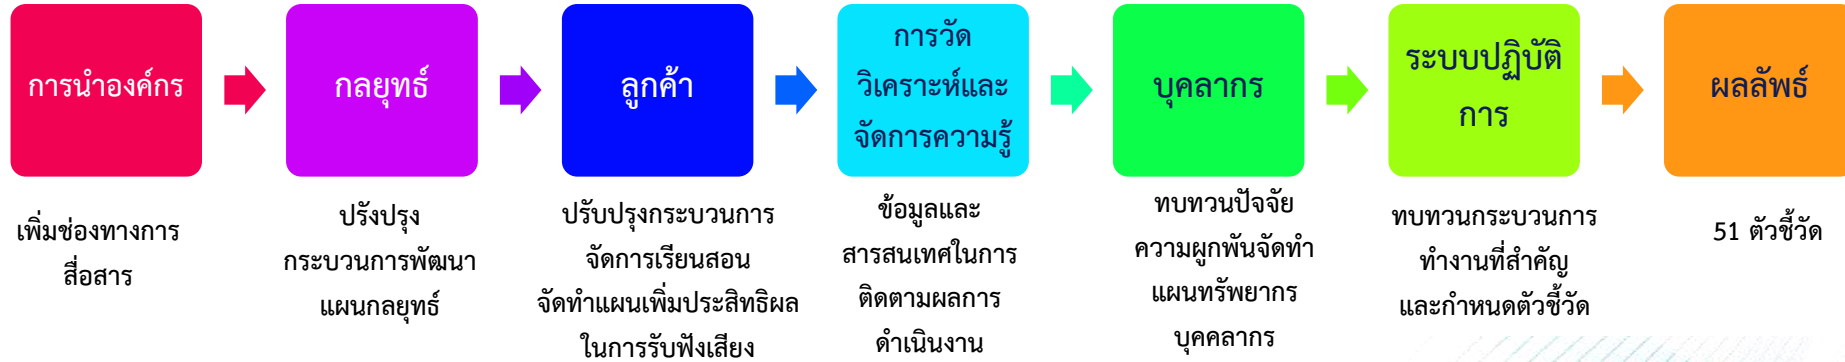 การนำองค์กร
กลยุทธ์
ลูกค้า
การวัด
วิเคราะห์และ
จัดการความรู้
บุคลากร
ระบบปฏิบัติ
การ
ผลลัพธ์
เพิ่มช่องทางการ
สื่อสาร
ปรังปรุง
กระบวนการพัฒนา
แผนกลยุทธ์
ปรับปรุงกระบวนการ
จัดการเรียนสอน
จัดทำแผนเพิ่มประสิทธิผล
ในการรับฟังเสียง
ข้อมูลและ
สารสนเทศในการ
ติดตามผลการ
ดำเนินงาน
ทบทวนปัจจัย
ความผูกพันจัดทำ
แผนทรัพยากร
บุคคลากร
ทบทวนกระบวนการ
ทำงานที่สำคัญ
และกำหนดตัวชี้วัด
51 ตัวชี้วัด